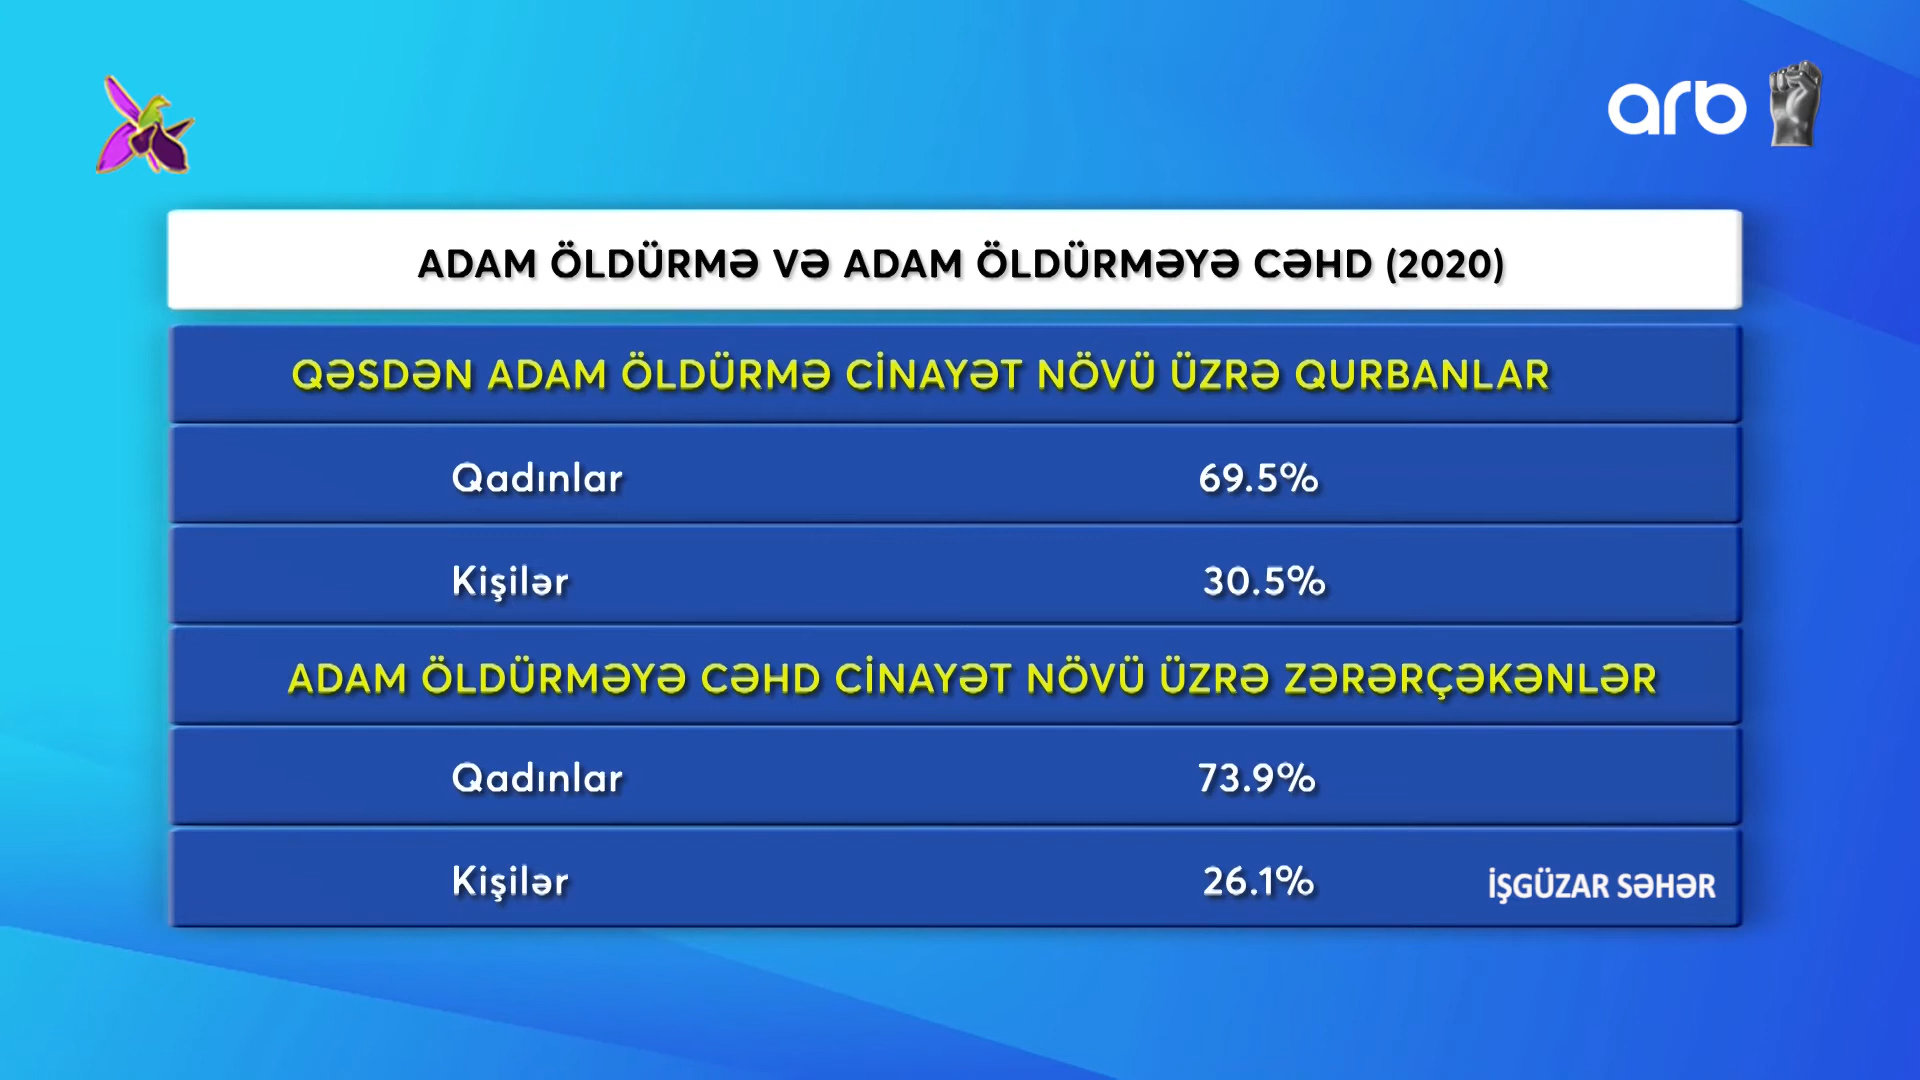 arb
ADAM ÖLDÜRMƏ VƏ ADAM ÖLDÜRMƏYƏ CƏHD (2020)
QƏSDƏN ADAM ÖLDÜRMƏ CİNAYƏT NÖVÜ ÜZRƏ QURBANLAR
Qadınlar 69.5%
Kişilər 30.5%
ADAM ÖLDÜRMƏYƏ CƏHD CİNAYƏT NÖVÜ ÜZRƏ ZƏRƏRÇƏKƏNLƏR
Qadınlar 73.9%
Kişilər 26.1%
İŞGÜZAR SƏHƏR